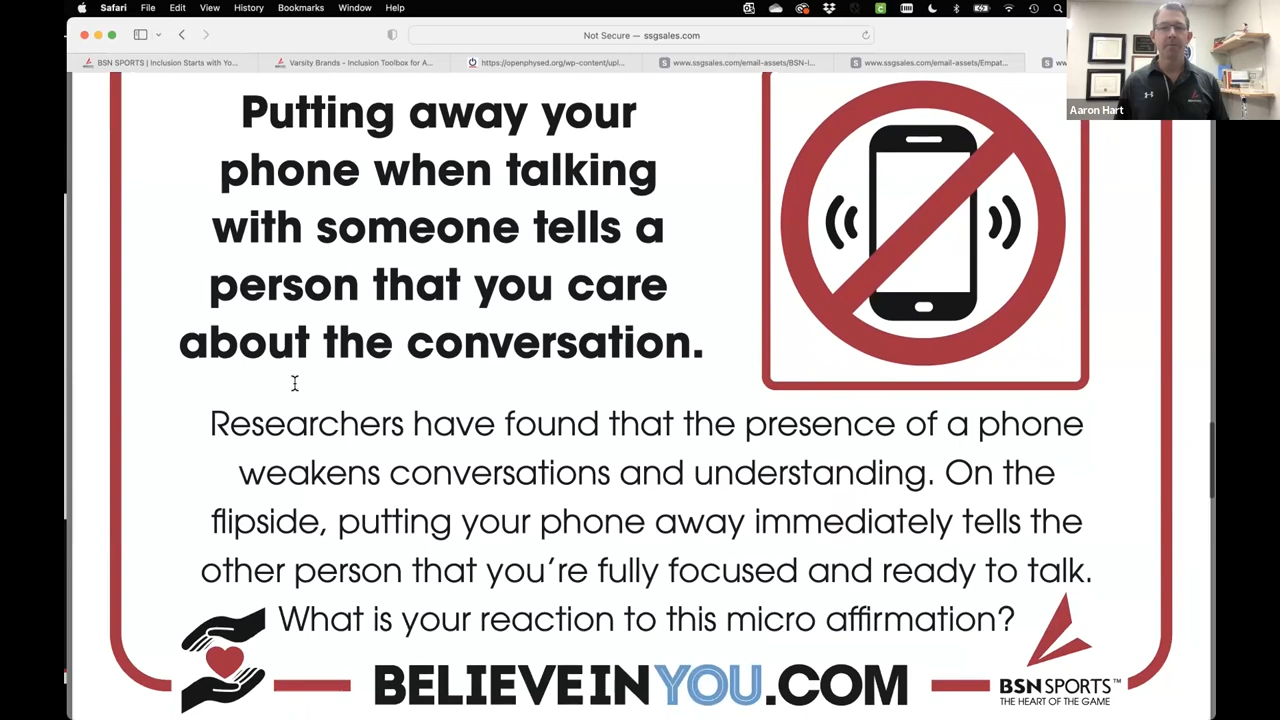 Safari File Edit View History Bookmarks Window Help
Not Secure — ssgsales.com
BSN SPORTS | Inclusion Starts with Yo...
Varsity Brands - Inclusion Toolbox for A...
https://openphysed.org/wp-content/upl...
www.ssgsales.com/email-assets/BSN-i...
www.ssgsales.com/email-assets/Empat...
Aaron Hart
Putting away your
phone when talking
with someone tells a
person that you care
about the conversation.
Researchers have found that the presence of a phone
weakens conversations and understanding. On the
flipside, putting your phone away immediately tells the
other person that you're fully focused and ready to talk.
What is your reaction to this micro affirmation?
BELIEVEINYOU.COM
BSN SPORTS™
THE HEART OF THE GAME